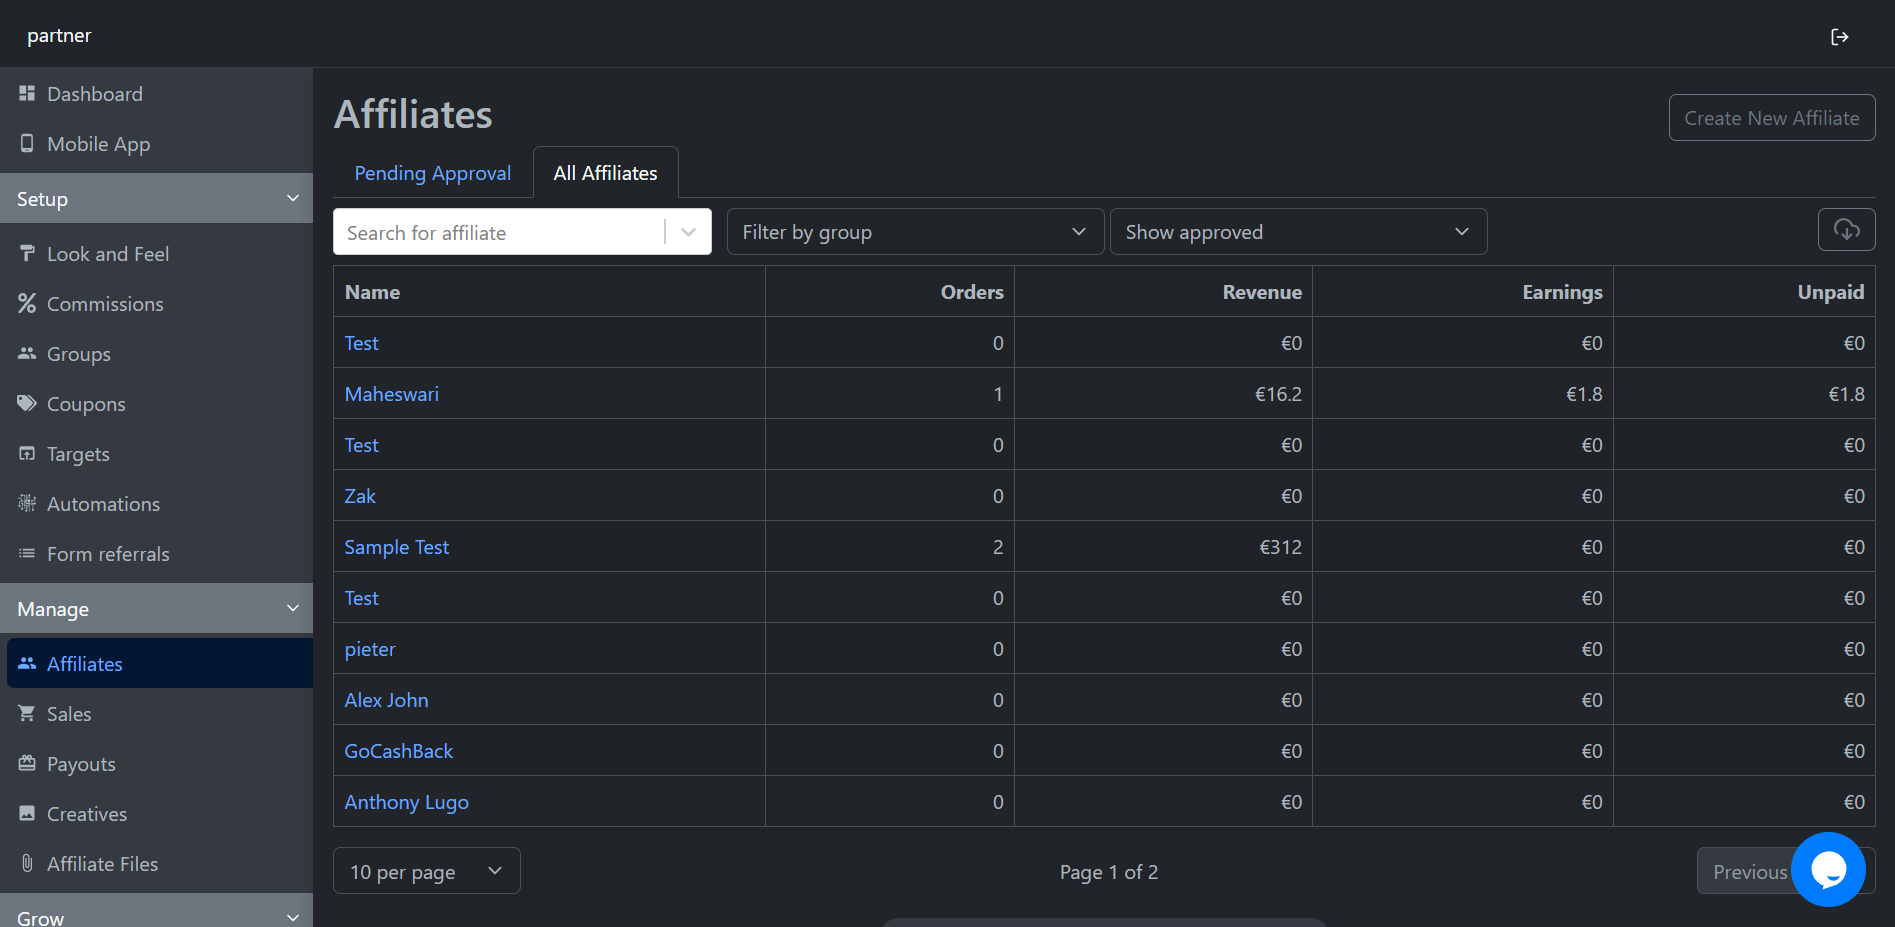 partner
Dashboard
Mobile App
Setup
Look and Feel
Commissions
Groups
Coupons
Targets
Automations
Form referrals
Manage
Affiliates
Sales
Payouts
Creatives
Affiliate Files
Grow
Affiliates
Create New Affiliate
Pending Approval All Affiliates
Search for affiliate Filter by group Show approved
Name Orders Revenue Earnings Unpaid
Test 0 €0 €0 €0
Maheswari 1 €16.2 €1.8 €1.8
Test 0 €0 €0 €0
Zak 0 €0 €0 €0
Sample Test 2 €312 €0 €0
Test 0 €0 €0 €0
pieter 0 €0 €0 €0
Alex John 0 €0 €0 €0
GoCashBack 0 €0 €0 €0
Anthony Lugo 0 €0 €0 €0
10 per page Page 1 of 2 Previous